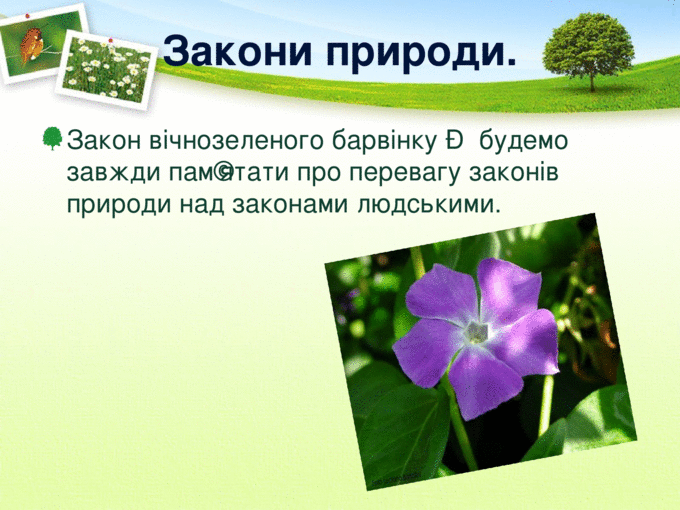 Закони природи.
Закон вічнозеленого барвінку Đ будемо
завжди пам©ятати про перевагу законів
природи над законами людськими.